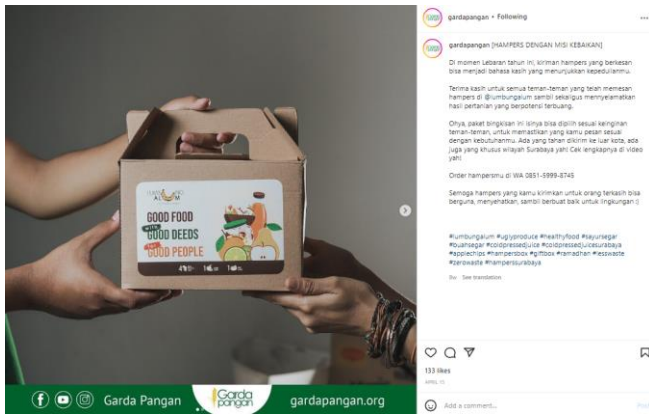 gardapangan • Following
gardapangan [HAMPERS DENGAN MISI KEBAIKAN]
Di momen Lebaran tahun ini, kiriman hampers yang berkesan
bisa menjadi bahasa kasih yang menunjukkan kepedulianmu.
Terima kasih untuk semua teman-teman yang telah memesan
hampers di @lumbungalum sambil sekaligus mennyelamatkan
hasil pertanian yang berpotensi terbuang.
Ohya, paket bingkisan ini isinya bisa dipilih sesuai keinginan
teman-teman, untuk memastikan yang kamu pesan sesuai
dengan kebutuhanmu. Ada yang tahan dikirim ke luar kota, ada
juga yang khusus wilayah Surabaya yah! Cek lengkapnya di video
yah!
Order hampersmu di WA 0851-5999-8745
Semoga hampers yang kamu kirimkan untuk orang terkasih bisa
berguna, menyehatkan, sambil berbuat baik untuk lingkungan :)
#lumbungalum #uglyproduce #healthyfood #sayursegar
#buahsegar #coldpressedjuice #coldpressedjuicesurabaya
#applechips #hampersbox #giftbox #ramadhan #lesswaste
#zerowaste #hamperssurabaya
8w See translation
133 likes
APRIL 15
Add a comment...
Post
GOOD FOOD
GOOD DEEDS
GOOD PEOPLE
Garda Pangan
Garda
pangan
gardapangan.org